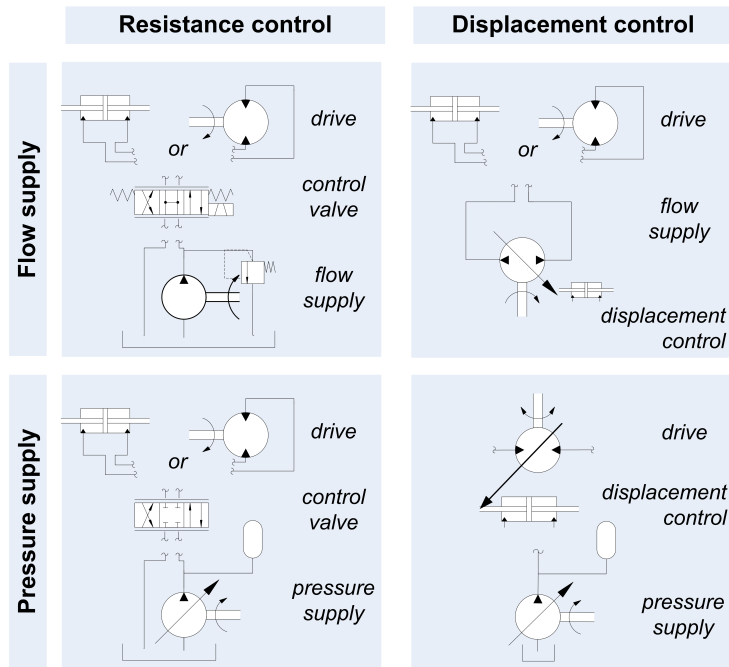 Resistance control
Displacement control
Flow supply
drive
or
control
valve
flow
supply
drive
or
flow
supply
displacement
control
Pressure supply
drive
or
control
valve
pressure
supply
drive
displacement
control
pressure
supply